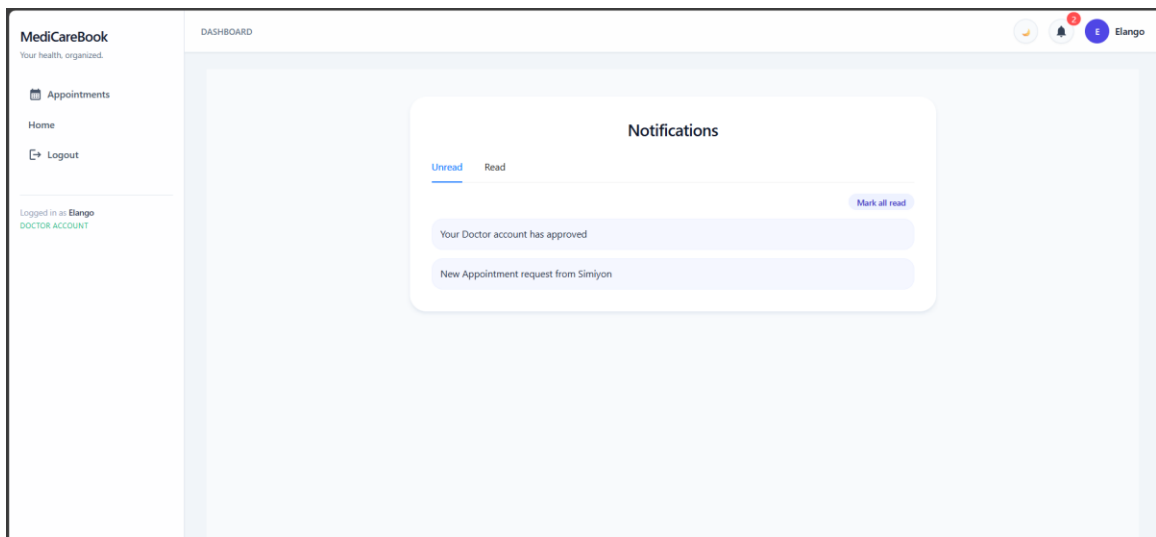 MediCareBook
Your health, organized.
Appointments
Home
Logout
Logged in as Elango
DOCTOR ACCOUNT
DASHBOARD
2
E
Elango
Notifications
Unread Read
Mark all read
Your Doctor account has approved
New Appointment request from Simiyon